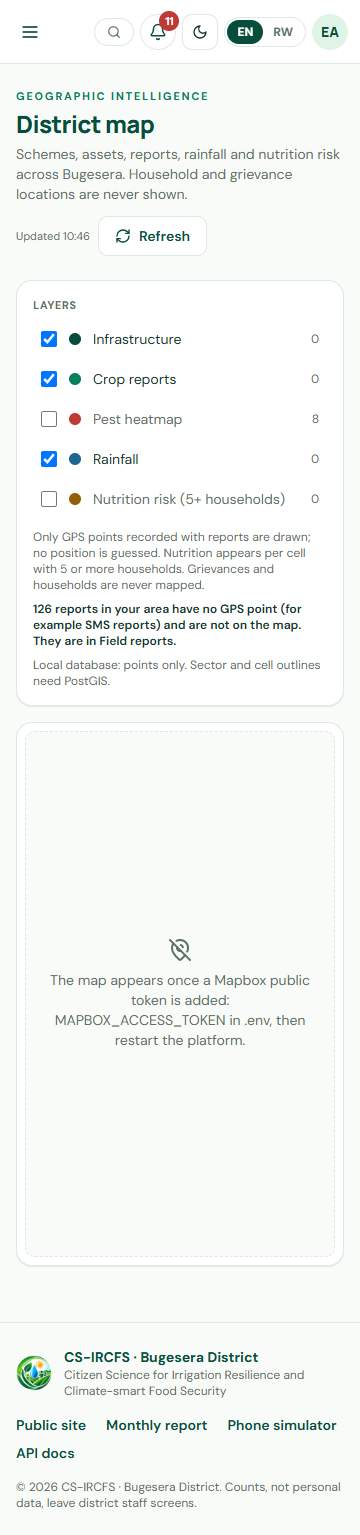 11
EN RW
EA
GEOGRAPHIC INTELLIGENCE
District map
Schemes, assets, reports, rainfall and nutrition risk
across Bugesera. Household and grievance
locations are never shown.
Updated 10:46
Refresh
LAYERS
Infrastructure 0
Crop reports 0
Pest heatmap 8
Rainfall 0
Nutrition risk (5+ households) 0
Only GPS points recorded with reports are drawn;
no position is guessed. Nutrition appears per cell
with 5 or more households. Grievances and
households are never mapped.
126 reports in your area have no GPS point (for
example SMS reports) and are not on the map.
They are in Field reports.
Local database: points only. Sector and cell outlines
need PostGIS.
The map appears once a Mapbox public
token is added:
MAPBOX_ACCESS_TOKEN in .env, then
restart the platform.
CS-IRCFS · Bugesera District
Citizen Science for Irrigation Resilience and
Climate-smart Food Security
Public site Monthly report Phone simulator
API docs
© 2026 CS-IRCFS · Bugesera District. Counts, not personal
data, leave district staff screens.